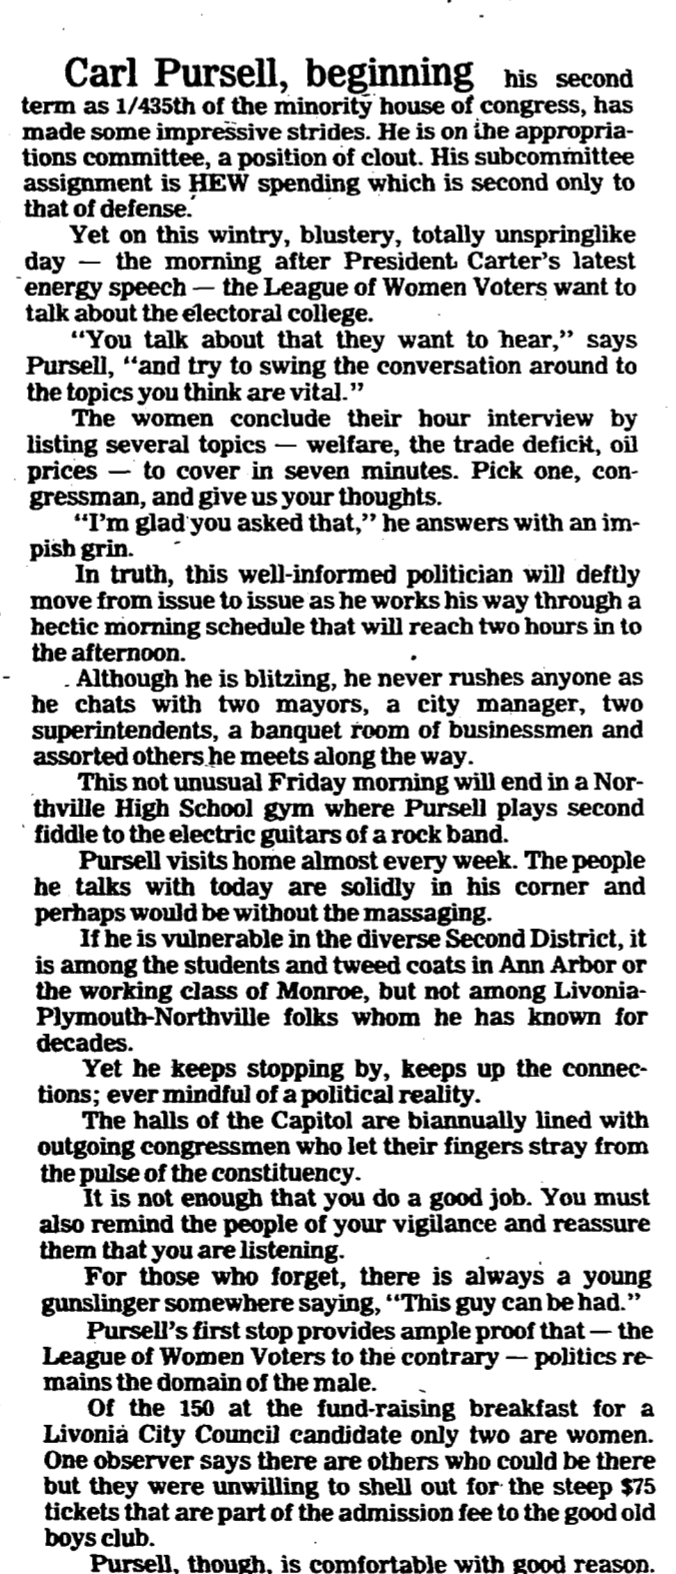 Carl Pursell, beginning his second
term as 1/435th of the minority house of congress, has
made some impressive strides. He is on the appropria-
tions committee, a position of clout. His subcommittee
assignment is HEW spending which is second only to
that of defense.
Yet on this wintry, blustery, totally unspringlike
day — the morning after President Carter's latest
energy speech — the League of Women Voters want to
talk about the electoral college.
"You talk about that they want to hear," says
Pursell, "and try to swing the conversation around to
the topics you think are vital."
The women conclude their hour interview by
listing several topics — welfare, the trade deficit, oil
prices — to cover in seven minutes. Pick one, con-
gressman, and give us your thoughts.
"I'm glad you asked that," he answers with an im-
pish grin.
In truth, this well-informed politician will deftly
move from issue to issue as he works his way through a
hectic morning schedule that will reach two hours in to
the afternoon.
Although he is blitzing, he never rushes anyone as
he chats with two mayors, a city manager, two
superintendents, a banquet room of businessmen and
assorted others he meets along the way.
This not unusual Friday morning will end in a Nor-
thville High School gym where Pursell plays second
fiddle to the electric guitars of a rock band.
Pursell visits home almost every week. The people
he talks with today are solidly in his corner and
perhaps would be without the massaging.
If he is vulnerable in the diverse Second District, it
is among the students and tweed coats in Ann Arbor or
the working class of Monroe, but not among Livonia-
Plymouth-Northville folks whom he has known for
decades.
Yet he keeps stopping by, keeps up the connec-
tions; ever mindful of a political reality.
The halls of the Capitol are biannually lined with
outgoing congressmen who let their fingers stray from
the pulse of the constituency.
It is not enough that you do a good job. You must
also remind the people of your vigilance and reassure
them that you are listening.
For those who forget, there is always a young
gunslinger somewhere saying, "This guy can be had."
Pursell's first stop provides ample proof that — the
League of Women Voters to the contrary — politics re-
mains the domain of the male.
Of the 150 at the fund-raising breakfast for a
Livonia City Council candidate only two are women.
One observer says there are others who could be there
but they were unwilling to shell out for the steep $75
tickets that are part of the admission fee to the good old
boys club.
Pursell, though, is comfortable with good reason.